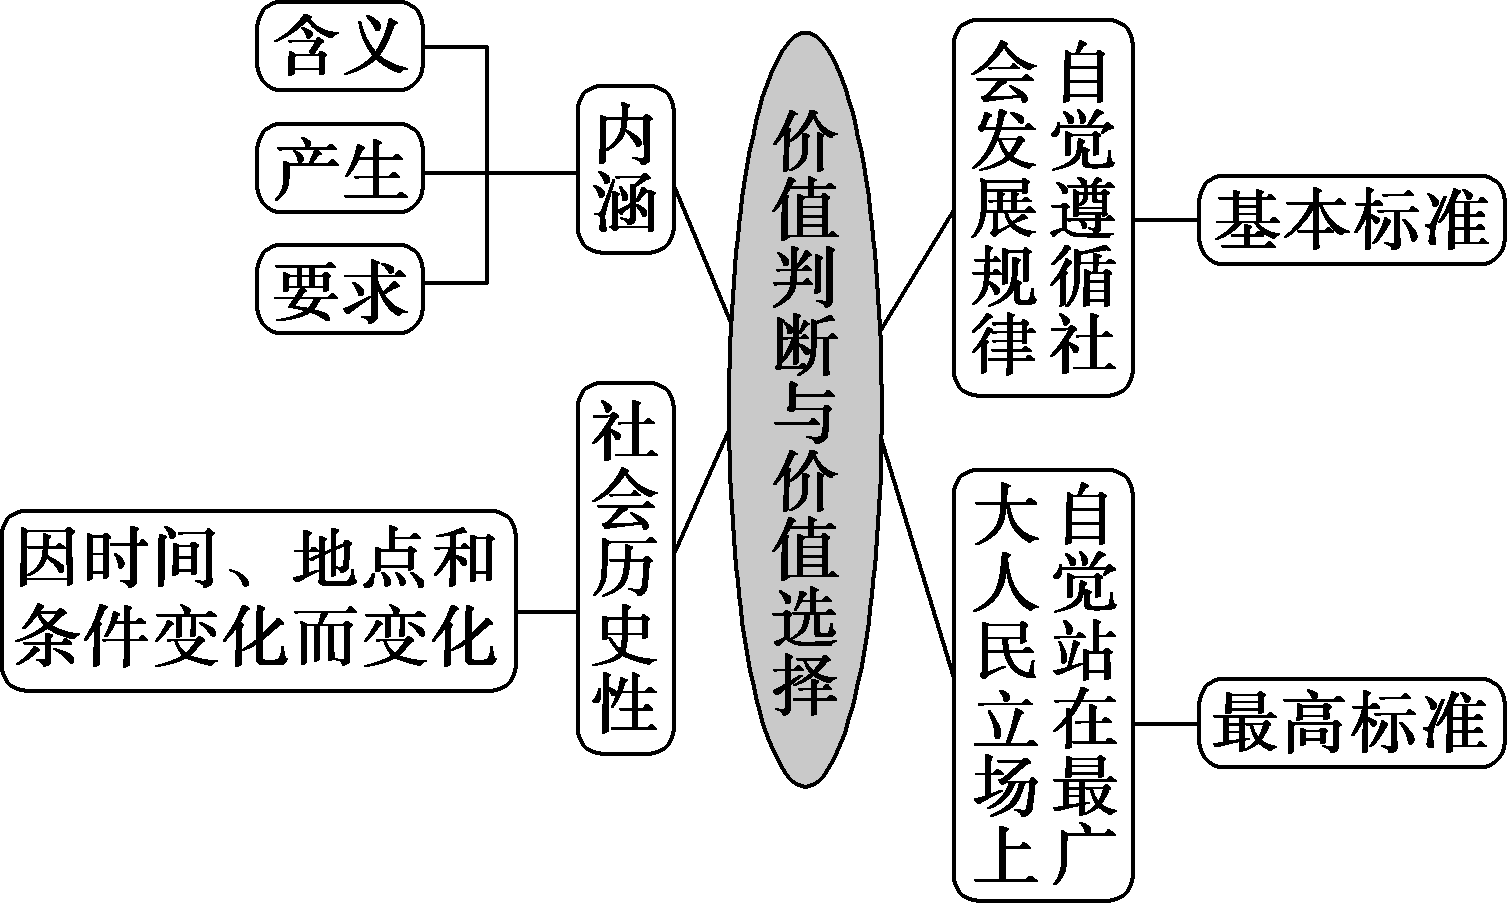 含义
产生
要求
内涵
社会历史性
因时间、地点和
条件变化而变化
价值判断与价值选择
自觉遵循社
会发展规律
基本标准
自觉站在最广
大人民立场上
最高标准